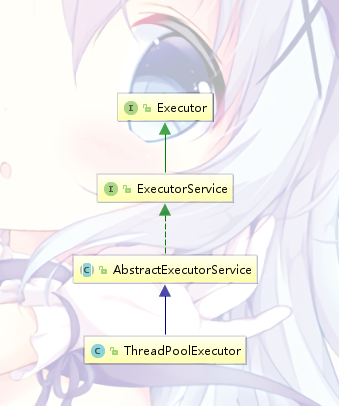 I Executor
I ExecutorService
C AbstractExecutorService
C ThreadPoolExecutor